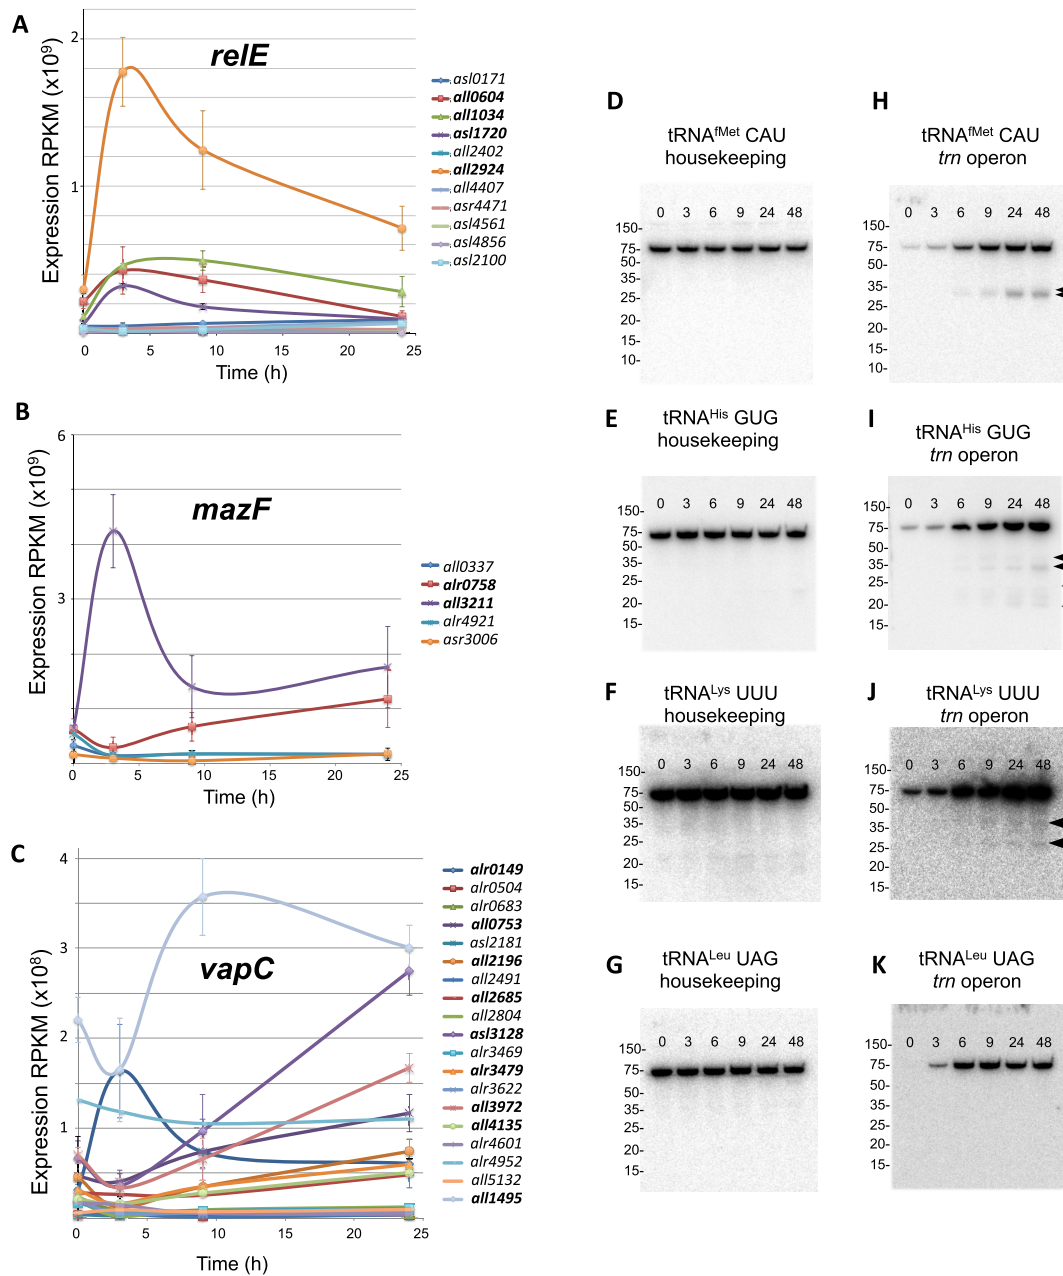 A
relE
Expression RPKM (x10⁹)
2
1
0
5
10
15
20
25
Time (h)
asl0171
all0604
all1034
asl1720
all2402
all2924
all4407
asr4471
asl4561
asl4856
asl2100
B
mazF
Expression RPKM (x10⁹)
6
3
0
5
10
15
20
25
Time (h)
all0337
alr0758
all3211
alr4921
asr3006
C
vapC
Expression RPKM (x10⁸)
4
3
2
1
0
5
10
15
20
25
Time (h)
alr0149
alr0504
alr0683
all0753
asl2181
all2196
all2491
all2685
all2804
asl3128
alr3469
alr3479
alr3622
all3972
all4135
alr4601
alr4952
all5132
all1495
D
tRNAfMet CAU
housekeeping
0 3 6 9 24 48
150-
75-
50-
35-
25-
20-
15-
10-
H
tRNAfMet CAU
trn operon
0 3 6 9 24 48
150-
75-
50-
35-
25-
20-
15-
10-
E
tRNAHis GUG
housekeeping
0 3 6 9 24 48
150-
75-
50-
35-
25-
20-
15-
I
tRNAHis GUG
trn operon
0 3 6 9 24 48
150-
75-
50-
35-
25-
20-
15-
F
tRNALys UUU
housekeeping
0 3 6 9 24 48
150-
75-
50-
35-
25-
20-
15-
J
tRNALys UUU
trn operon
0 3 6 9 24 48
150-
75-
50-
35-
25-
20-
15-
G
tRNALeu UAG
housekeeping
0 3 6 9 24 48
150-
75-
50-
35-
25-
20-
15-
K
tRNALeu UAG
trn operon
0 3 6 9 24 48
150-
75-
50-
35-
25-
20-
15-